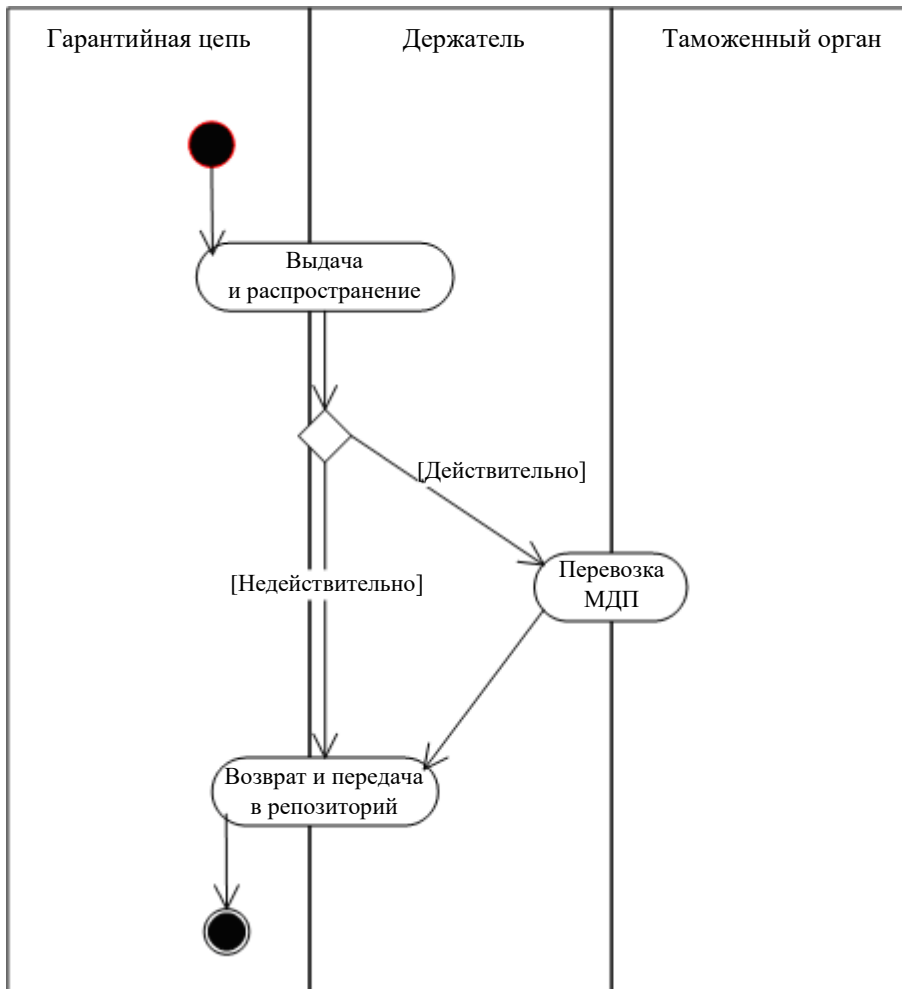 Гарантийная цепь
Держатель
Таможенный орган
Выдача
и распространение
[Действительно]
[Недействительно]
Перевозка
МДП
Возврат и передача
в репозиторий